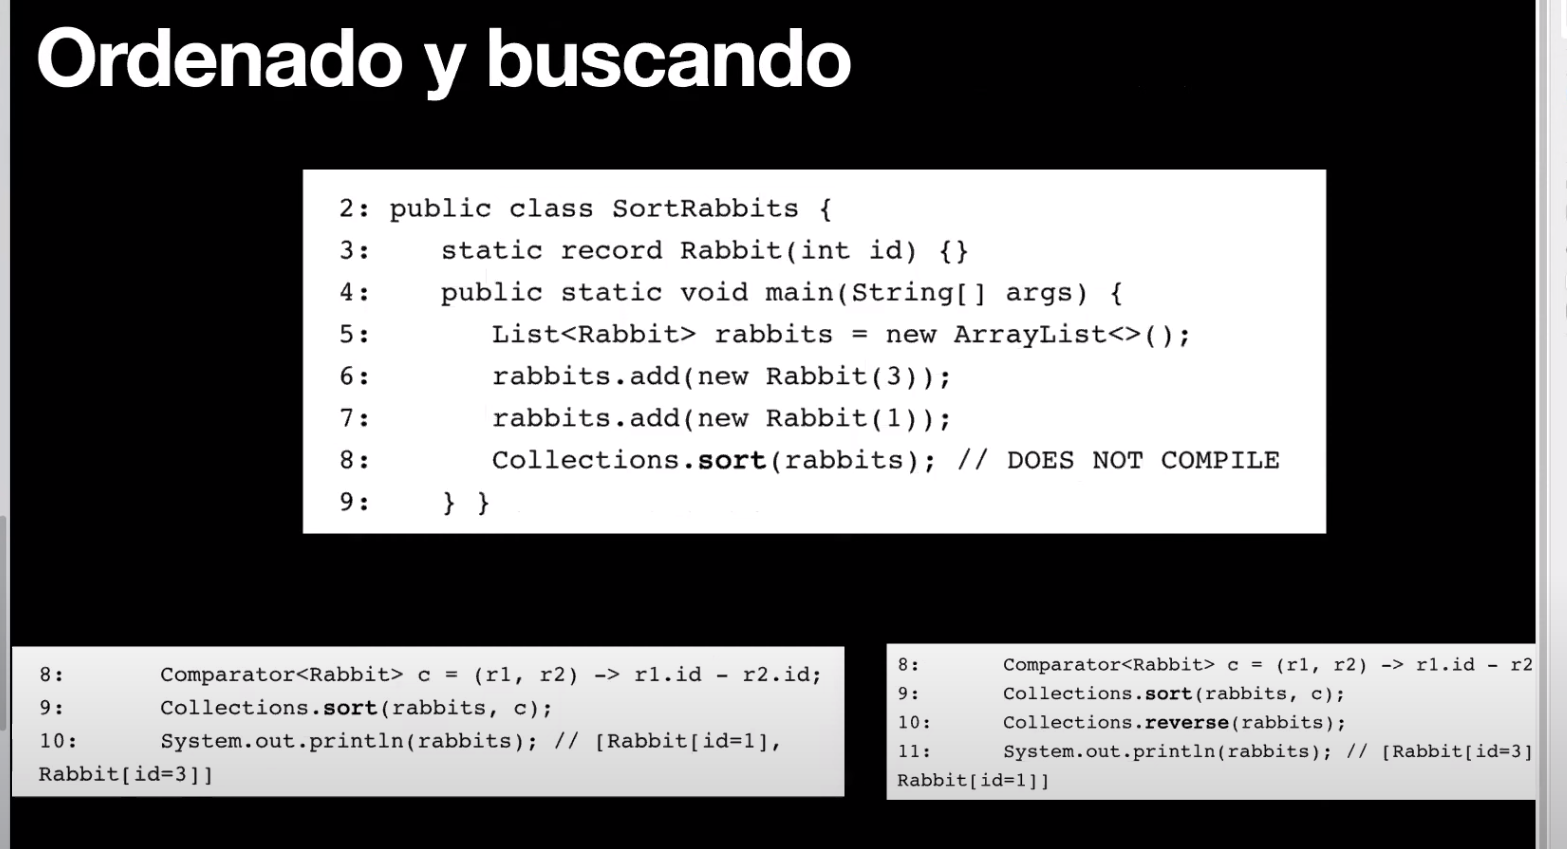 Ordenado y buscando
2: public class SortRabbits {
3:    static record Rabbit(int id) {}
4:    public static void main(String[] args) {
5:       List<Rabbit> rabbits = new ArrayList<>();
6:       rabbits.add(new Rabbit(3));
7:       rabbits.add(new Rabbit(1));
8:       Collections.sort(rabbits); // DOES NOT COMPILE
9:    } }
8:       Comparator<Rabbit> c = (r1, r2) -> r1.id - r2.id;
9:       Collections.sort(rabbits, c);
10:      System.out.println(rabbits); // [Rabbit[id=1],
Rabbit[id=3]]
8:       Comparator<Rabbit> c = (r1, r2) -> r1.id - r2
9:       Collections.sort(rabbits, c);
10:      Collections.reverse(rabbits);
11:      System.out.println(rabbits); // [Rabbit[id=3]
Rabbit[id=1]]